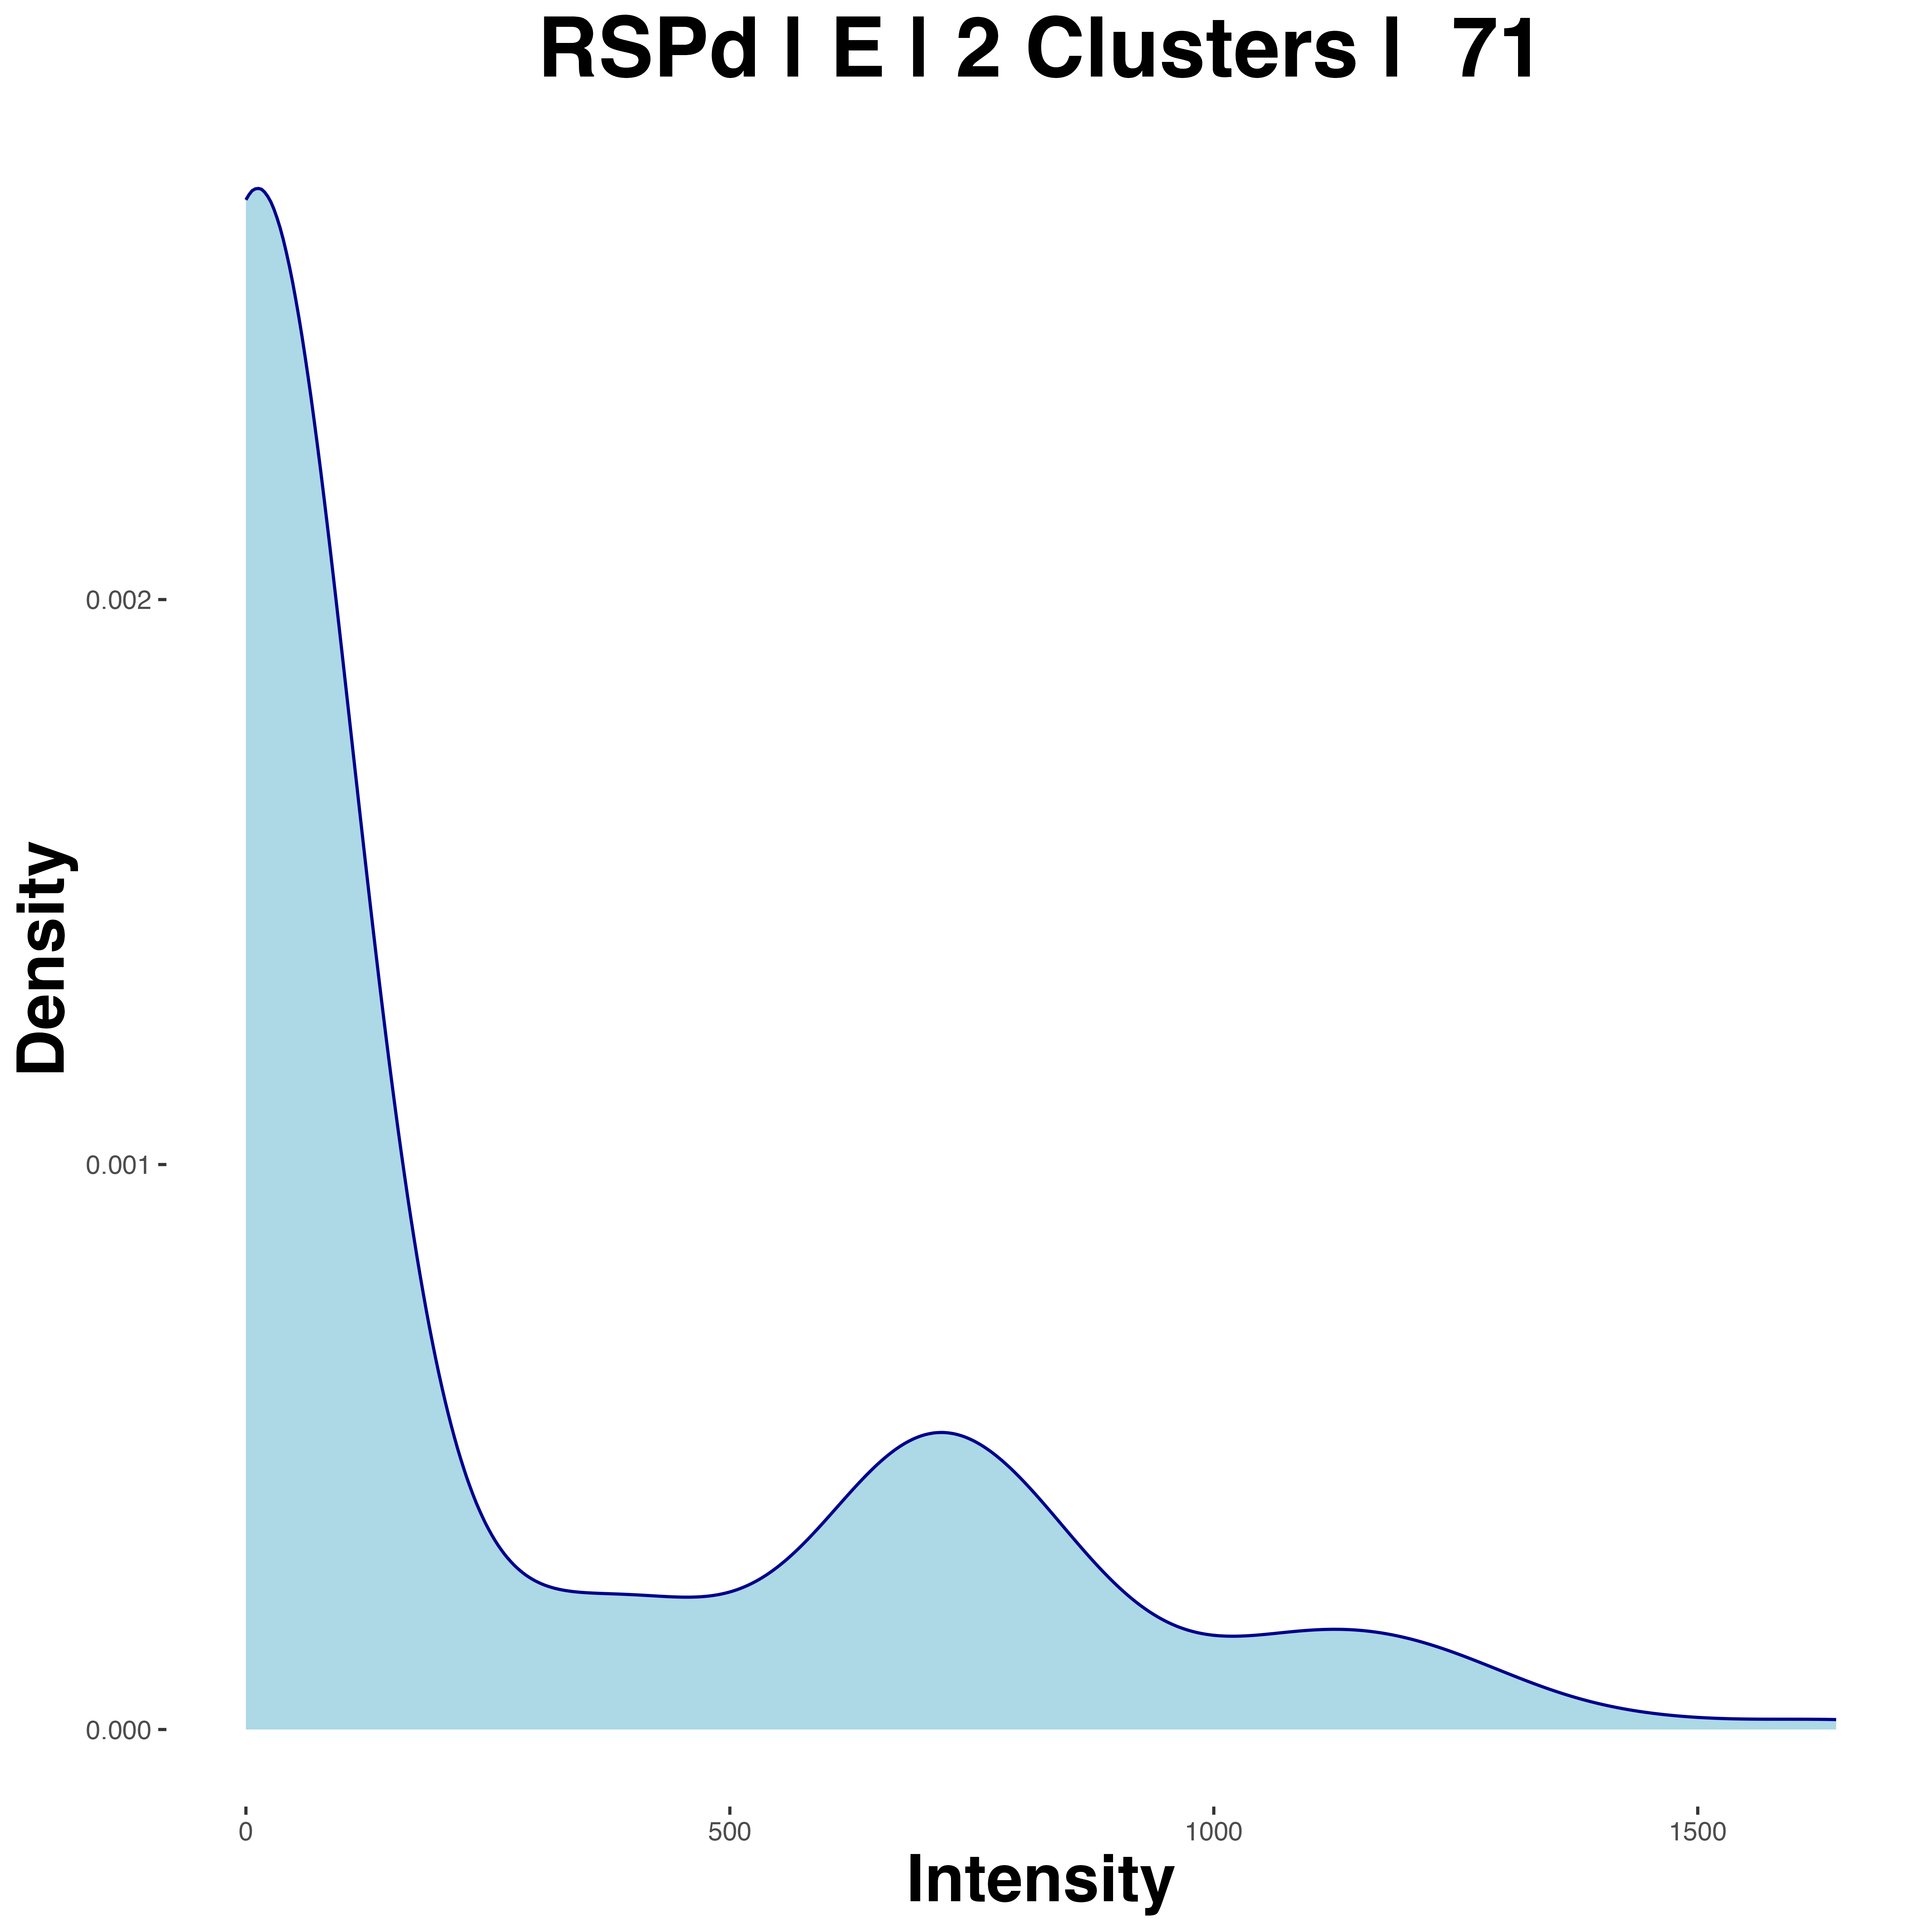 RSPd | E | 2 Clusters | 71
Density
0.002
0.001
0.000
0 500 1000 1500
Intensity